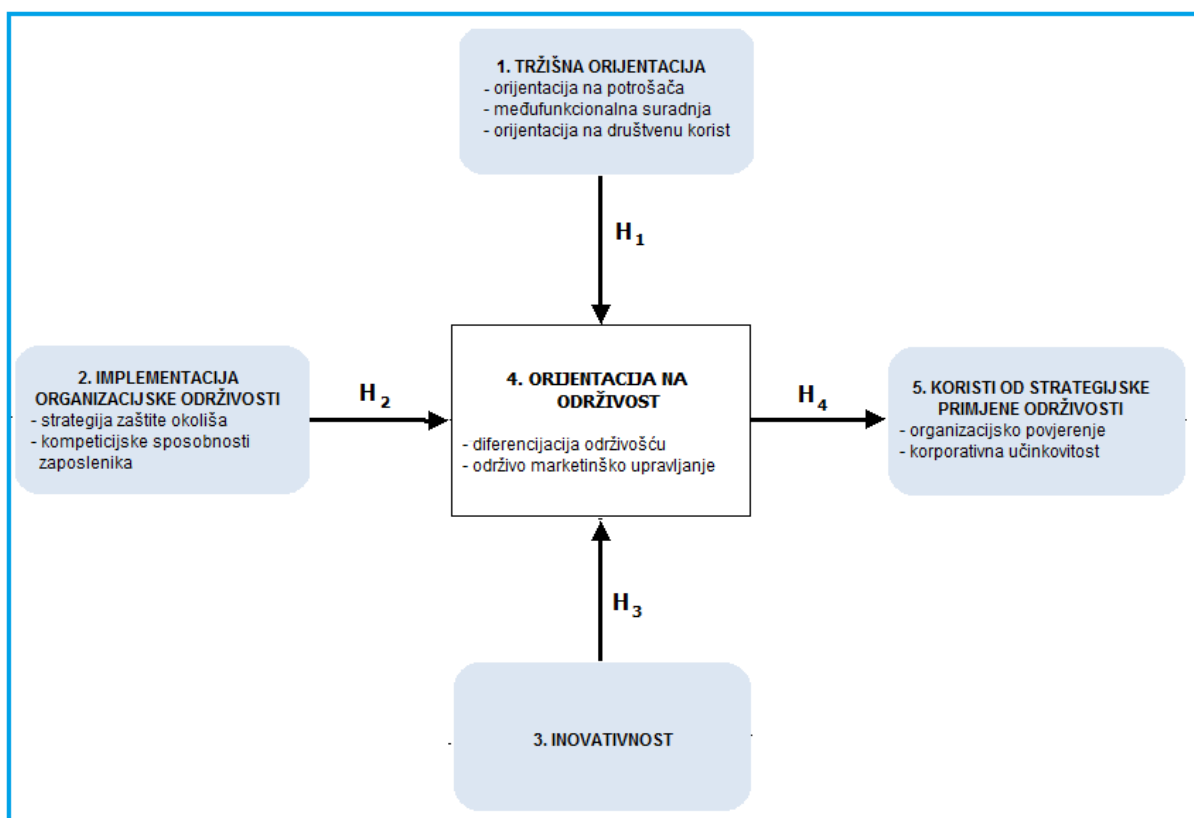 1. TRŽIŠNA ORIJENTACIJA
- orijentacija na potrošača
- međufunkcionalna suradnja
- orijentacija na društvenu korist
H1
2. IMPLEMENTACIJA
ORGANIZACIJSKE ODRŽIVOSTI
- strategija zaštite okoliša
- kompeticijske sposobnosti
zaposlenika
H2
4. ORIJENTACIJA NA
ODRŽIVOST
- diferencijacija održivošću
- održivo marketinško upravljanje
H4
5. KORISTI OD STRATEGIJSKE
PRIMJENE ODRŽIVOSTI
- organizacijsko povjerenje
- korporativna učinkovitost
H3
3. INOVATIVNOST